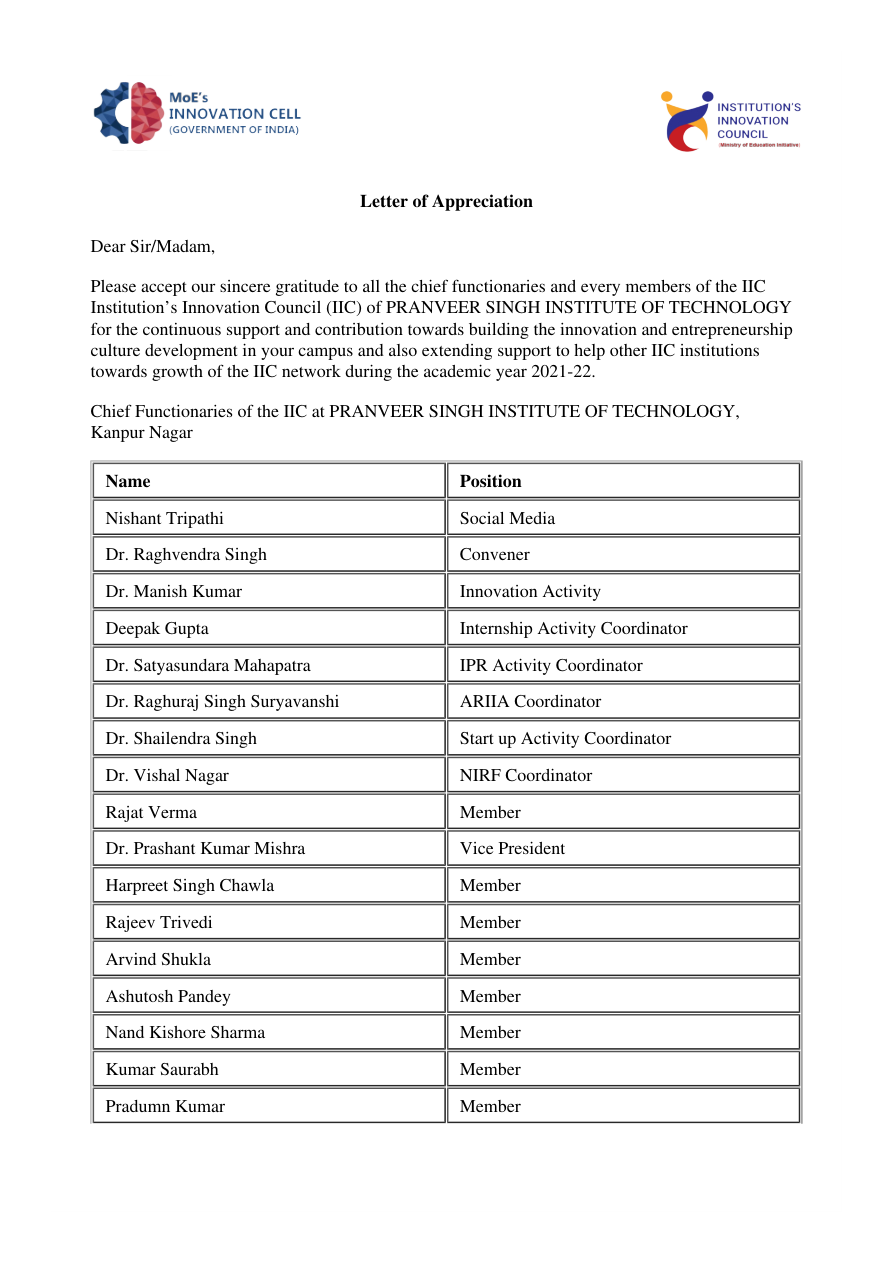 MoE's
INNOVATION CELL
(GOVERNMENT OF INDIA)
INSTITUTION'S
INNOVATION
COUNCIL
(Ministry of Education Initiative)
Letter of Appreciation
Dear Sir/Madam,
Please accept our sincere gratitude to all the chief functionaries and every members of the IIC
Institution’s Innovation Council (IIC) of PRANVEER SINGH INSTITUTE OF TECHNOLOGY
for the continuous support and contribution towards building the innovation and entrepreneurship
culture development in your campus and also extending support to help other IIC institutions
towards growth of the IIC network during the academic year 2021-22.
Chief Functionaries of the IIC at PRANVEER SINGH INSTITUTE OF TECHNOLOGY,
Kanpur Nagar
Name Position
Nishant Tripathi Social Media
Dr. Raghvendra Singh Convener
Dr. Manish Kumar Innovation Activity
Deepak Gupta Internship Activity Coordinator
Dr. Satyasundara Mahapatra IPR Activity Coordinator
Dr. Raghuraj Singh Suryavanshi ARIIA Coordinator
Dr. Shailendra Singh Start up Activity Coordinator
Dr. Vishal Nagar NIRF Coordinator
Rajat Verma Member
Dr. Prashant Kumar Mishra Vice President
Harpreet Singh Chawla Member
Rajeev Trivedi Member
Arvind Shukla Member
Ashutosh Pandey Member
Nand Kishore Sharma Member
Kumar Saurabh Member
Pradumn Kumar Member